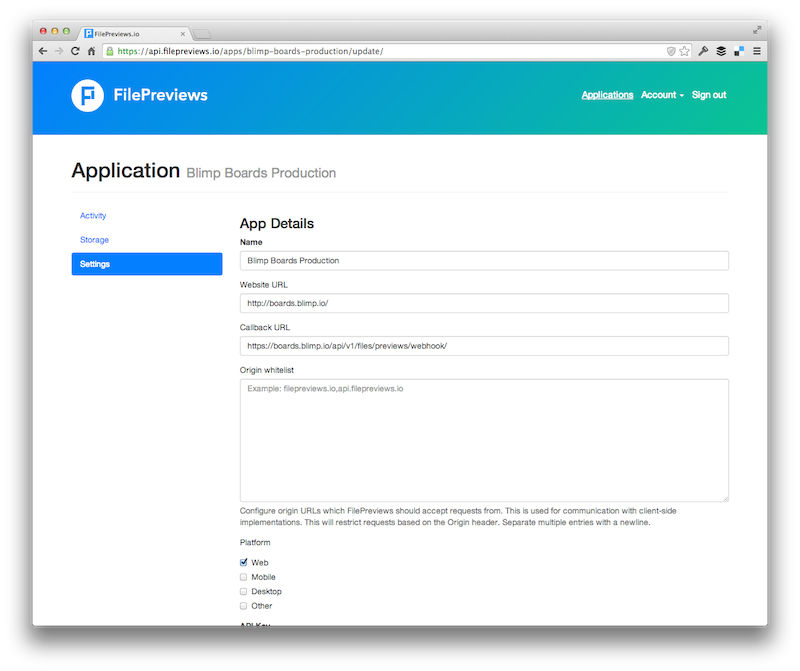 FilePreviews.io
https://api.filepreviews.io/apps/blimp-boards-production/update/
FilePreviews
Applications Account Sign out
Application Blimp Boards Production
Activity
Storage
Settings
App Details
Name
Blimp Boards Production
Website URL
http://boards.blimp.io/
Callback URL
https://boards.blimp.io/api/v1/files/previews/webhook/
Origin whitelist
Example: filepreviews.io,api.filepreviews.io
Configure origin URLs which FilePreviews should accept requests from. This is used for communication with client-side
implementations. This will restrict requests based on the Origin header. Separate multiple entries with a newline.
Platform
Web
Mobile
Desktop
Other
API Key